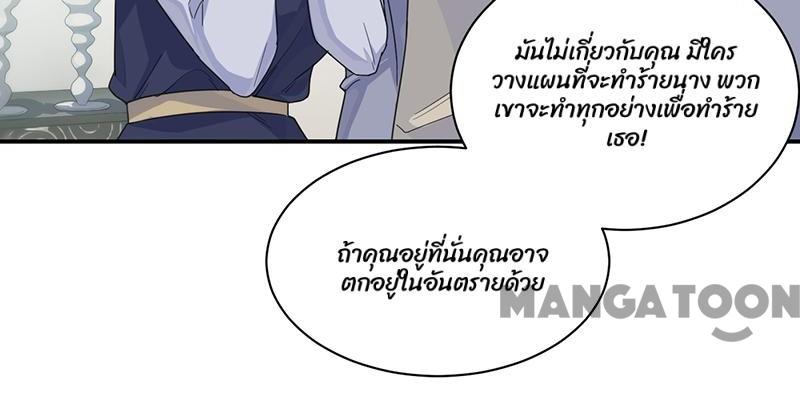 มันไม่เกี่ยวกับคุณ มีใคร
วางแผนที่จะทำร้ายนาง พวก
เขาจะทำทุกอย่างเพื่อทำร้าย
เธอ!
ถ้าคุณอยู่ที่นั่นคุณอาจ
ตกอยู่ในอันตรายด้วย
MANGATOON